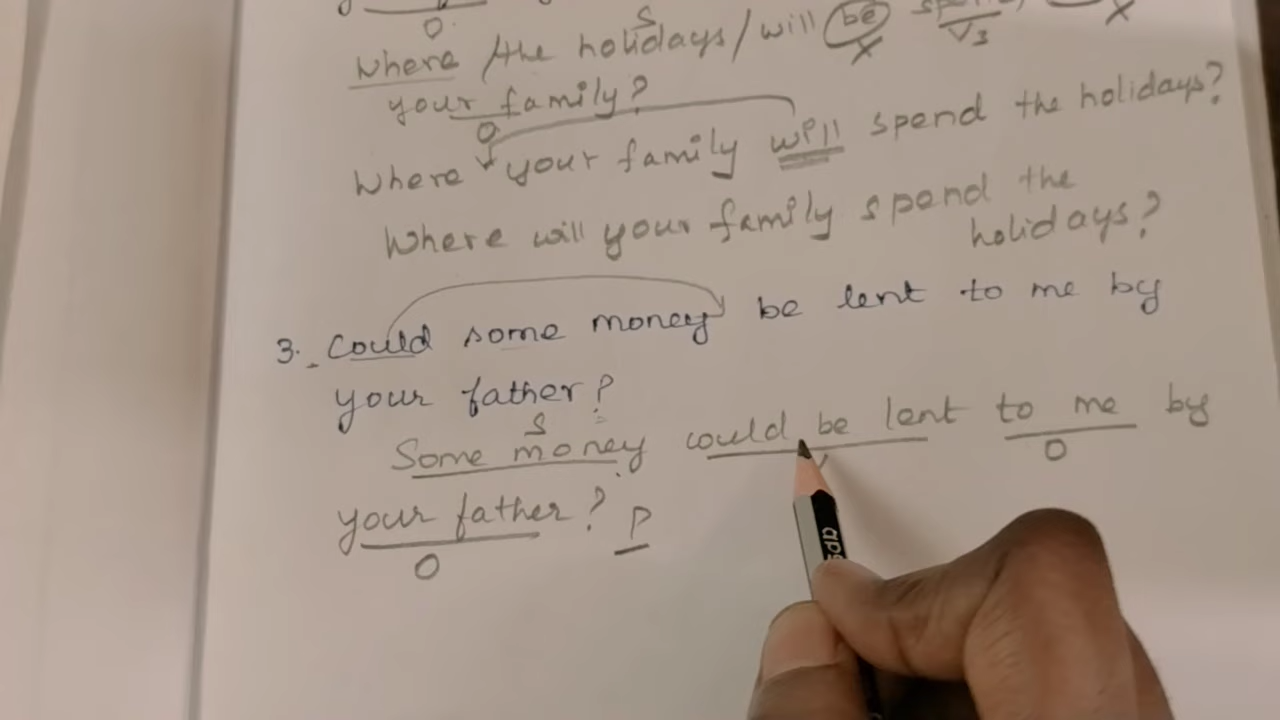 O
S
Where / the holidays / will be
V3 X
X
your family?
O
Where your family will spend the holidays?
Where will your family spend the
holidays?
3. Could some money be lent to me by
your father?
S
Some money could be lent to me by
V O
your father? P
O